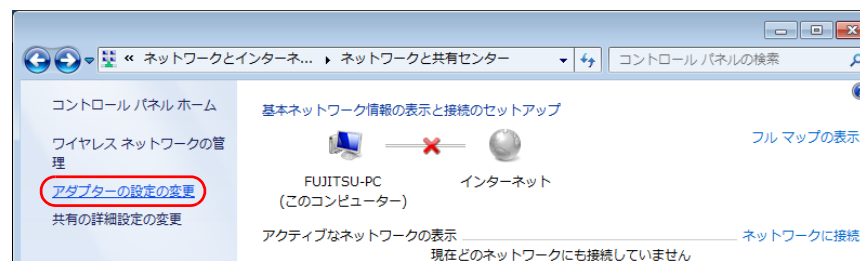 « ネットワークとインターネ... ▸ ネットワークと共有センター
コントロール パネルの検索
コントロール パネル ホーム
ワイヤレス ネットワークの管
理
アダプターの設定の変更
共有の詳細設定の変更
基本ネットワーク情報の表示と接続のセットアップ
フル マップの表示
FUJITSU-PC
(このコンピューター)
インターネット
アクティブなネットワークの表示
ネットワークに接続
現在どのネットワークにも接続していません